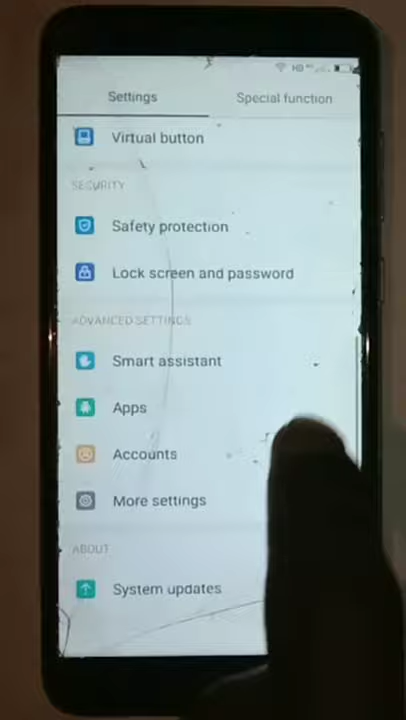 HD
Settings
Special function
Virtual button
SECURITY
Safety protection
Lock screen and password
ADVANCED SETTINGS
Smart assistant
Apps
Accounts
More settings
ABOUT
System updates